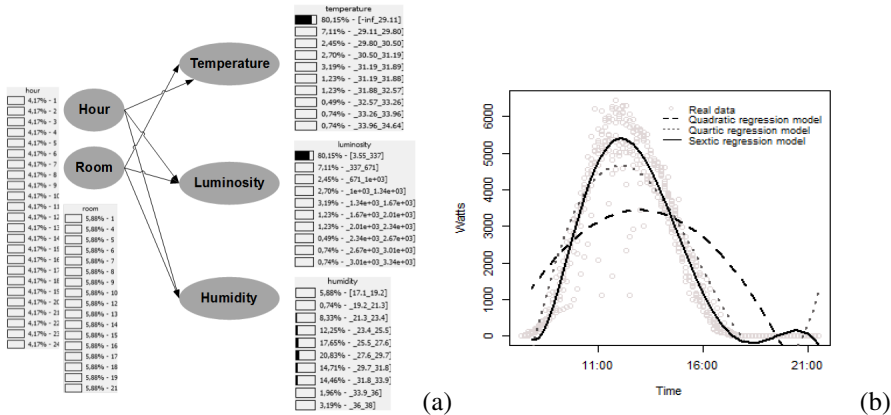 temperature
80,15% - [-inf_29.11]
7,11% - _29.11_29.80]
2,45% - _29.80_30.50]
2,70% - _30.50_31.19]
3,19% - _31.19_31.89]
1,23% - _31.19_31.88]
1,23% - _31.88_32.57]
0,49% - _32.57_33.26]
0,74% - _33.26_33.96]
0,74% - _33.96_34.64]
Temperature
hour
4,17% - 1
4,17% - 2
4,17% - 3
4,17% - 4
4,17% - 5
4,17% - 6
4,17% - 7
4,17% - 8
4,17% - 9
4,17% - 10
4,17% - 11
4,17% - 12
4,17% - 13
4,17% - 14
4,17% - 15
4,17% - 16
4,17% - 17
4,17% - 18
4,17% - 19
4,17% - 20
4,17% - 21
4,17% - 22
4,17% - 23
4,17% - 24
Hour
Room
room
5,88% - 1
5,88% - 4
5,88% - 5
5,88% - 6
5,88% - 7
5,88% - 8
5,88% - 9
5,88% - 10
5,88% - 12
5,88% - 13
5,88% - 14
5,88% - 15
5,88% - 16
5,88% - 17
5,88% - 18
5,88% - 19
5,88% - 21
Luminosity
luminosity
80,15% - [3.55_337]
7,11% - _337_671]
2,45% - _671_1e+03]
2,70% - _1e+03_1.34e+03]
3,19% - _1.34e+03_1.67e+03]
1,23% - _1.67e+03_2.01e+03]
1,23% - _2.01e+03_2.34e+03]
0,49% - _2.34e+03_2.67e+03]
0,74% - _2.67e+03_3.01e+03]
0,74% - _3.01e+03_3.34e+03]
Humidity
humidity
5,88% - [17.1_19.2]
0,74% - _19.2_21.3]
8,33% - _21.3_23.4]
12,25% - _23.4_25.5]
17,65% - _25.5_27.6]
20,83% - _27.6_29.7]
14,71% - _29.7_31.8]
14,46% - _31.8_33.9]
1,96% - _33.9_36]
3,19% - _36_38]
(a)
Real data
Quadratic regression model
Quartic regression model
Sextic regression model
Watts
6000
5000
4000
3000
2000
1000
0
11:00
16:00
21:00
Time
(b)